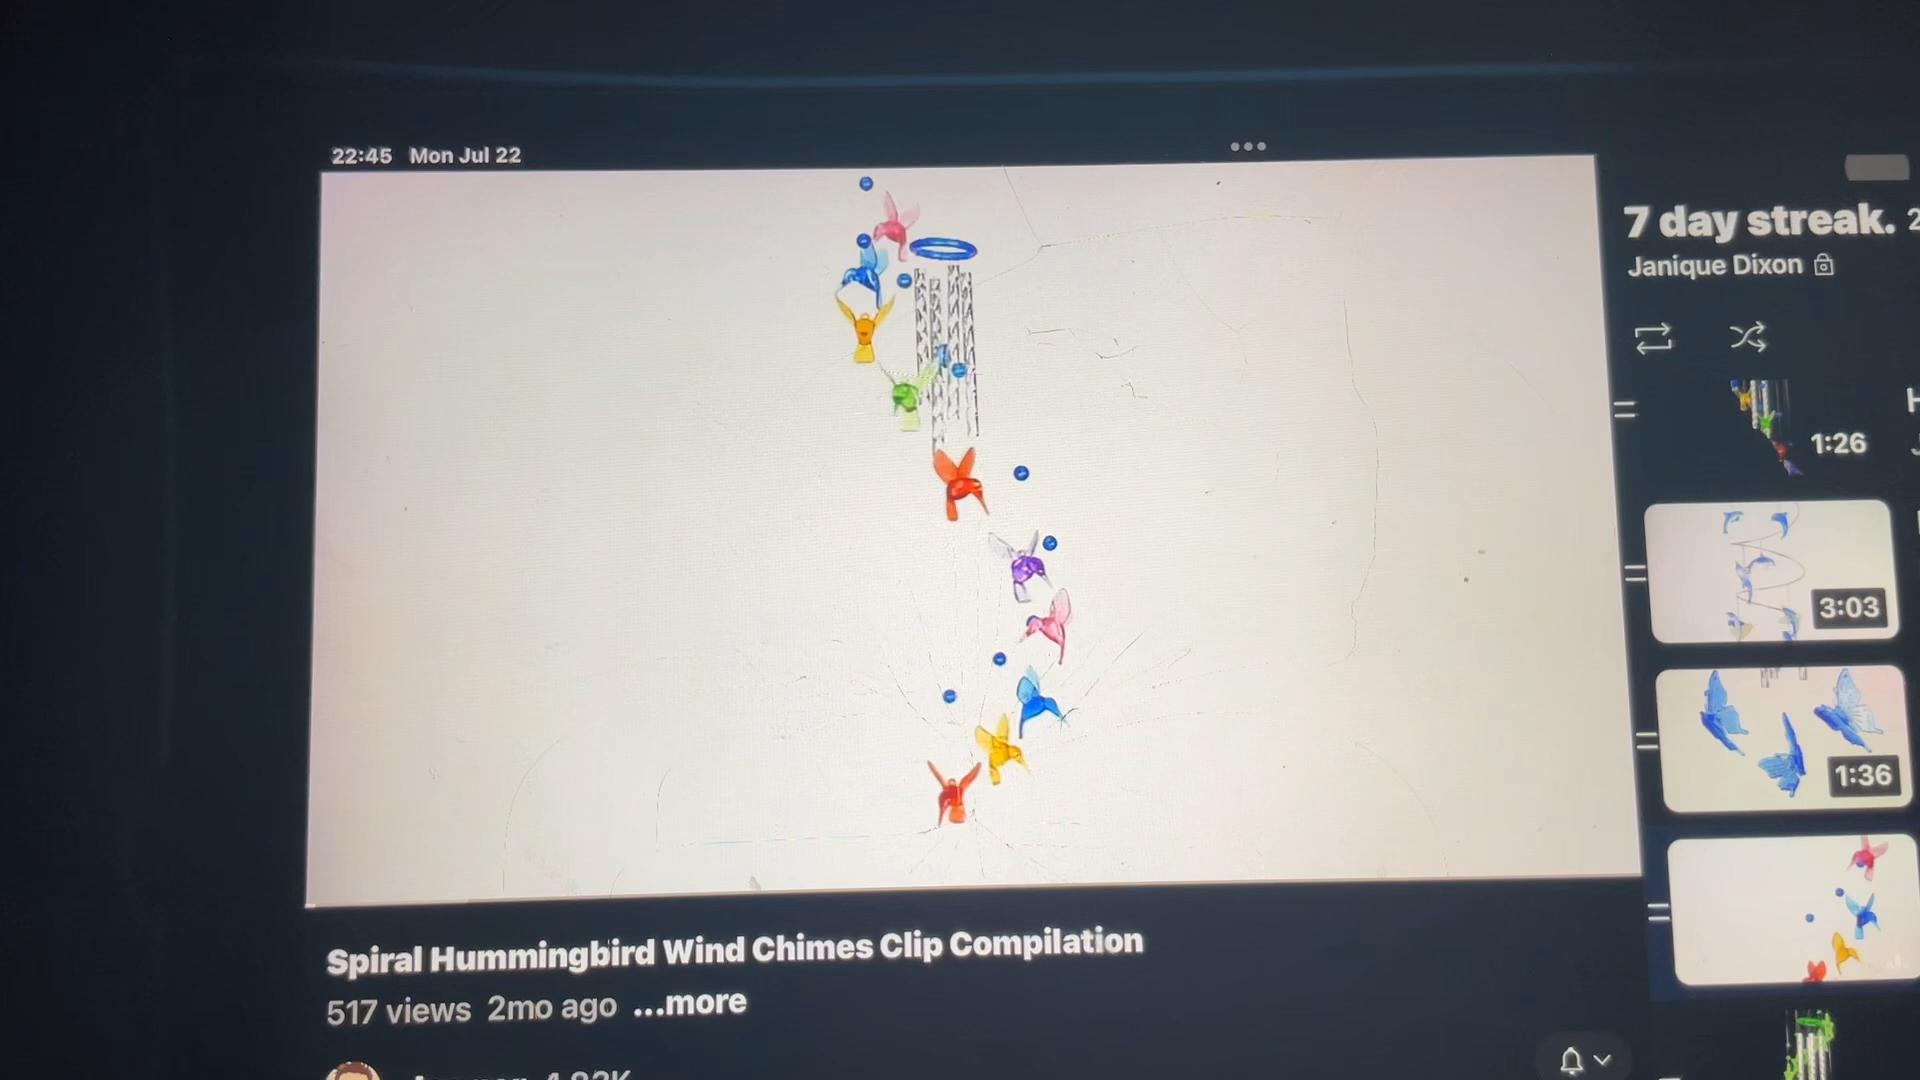 22:45 Mon Jul 22
7 day streak. 2
Janique Dixon
1:26
3:03
1:36
Spiral Hummingbird Wind Chimes Clip Compilation
517 views 2mo ago ...more